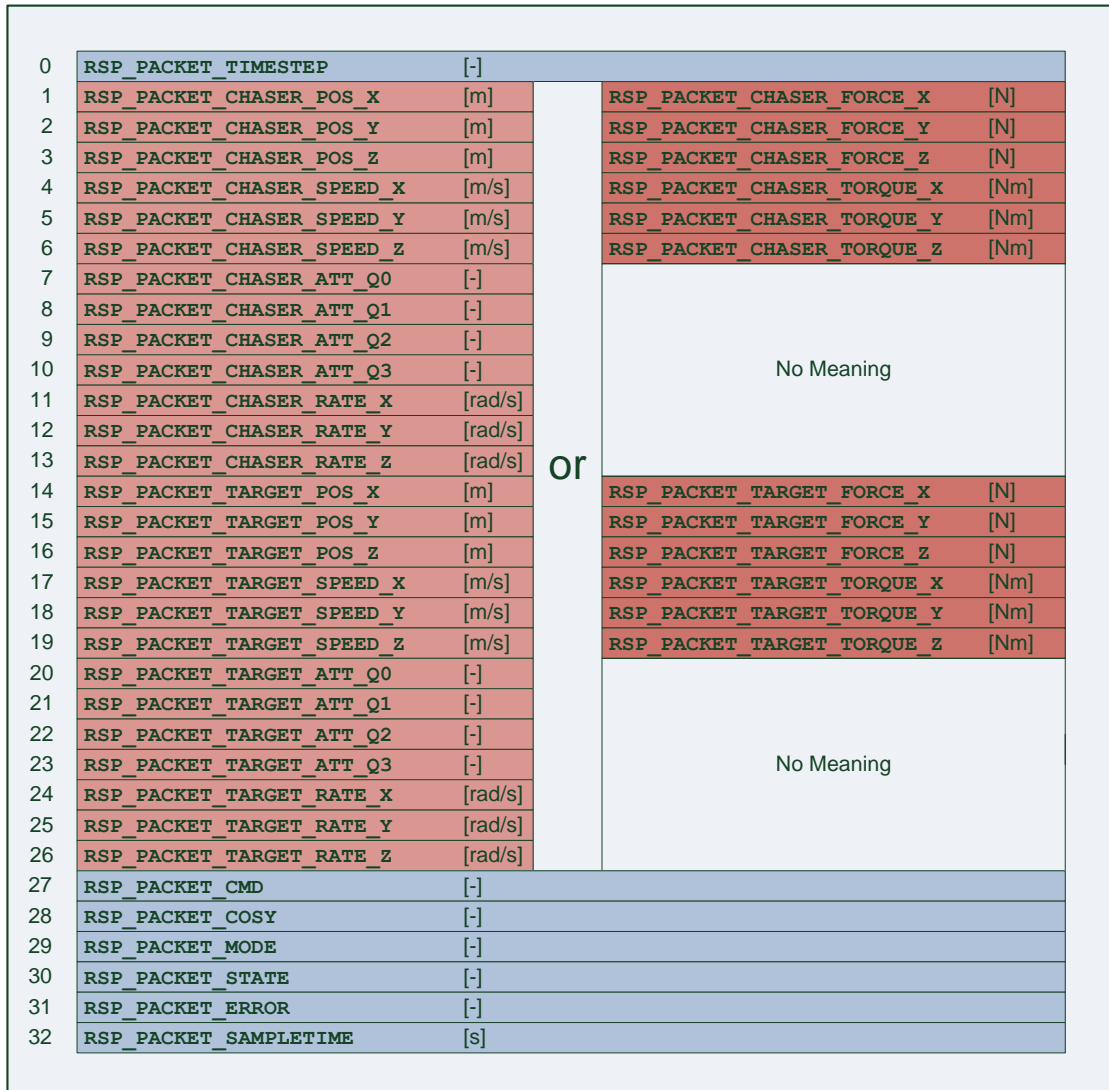 0 RSP_PACKET_TIMESTEP [-]
1 RSP_PACKET_CHASER_POS_X [m] RSP_PACKET_CHASER_FORCE_X [N]
2 RSP_PACKET_CHASER_POS_Y [m] RSP_PACKET_CHASER_FORCE_Y [N]
3 RSP_PACKET_CHASER_POS_Z [m] RSP_PACKET_CHASER_FORCE_Z [N]
4 RSP_PACKET_CHASER_SPEED_X [m/s] RSP_PACKET_CHASER_TORQUE_X [Nm]
5 RSP_PACKET_CHASER_SPEED_Y [m/s] RSP_PACKET_CHASER_TORQUE_Y [Nm]
6 RSP_PACKET_CHASER_SPEED_Z [m/s] RSP_PACKET_CHASER_TORQUE_Z [Nm]
7 RSP_PACKET_CHASER_ATT_Q0 [-]
8 RSP_PACKET_CHASER_ATT_Q1 [-]
9 RSP_PACKET_CHASER_ATT_Q2 [-]
10 RSP_PACKET_CHASER_ATT_Q3 [-] No Meaning
11 RSP_PACKET_CHASER_RATE_X [rad/s]
12 RSP_PACKET_CHASER_RATE_Y [rad/s]
13 RSP_PACKET_CHASER_RATE_Z [rad/s] or
14 RSP_PACKET_TARGET_POS_X [m] RSP_PACKET_TARGET_FORCE_X [N]
15 RSP_PACKET_TARGET_POS_Y [m] RSP_PACKET_TARGET_FORCE_Y [N]
16 RSP_PACKET_TARGET_POS_Z [m] RSP_PACKET_TARGET_FORCE_Z [N]
17 RSP_PACKET_TARGET_SPEED_X [m/s] RSP_PACKET_TARGET_TORQUE_X [Nm]
18 RSP_PACKET_TARGET_SPEED_Y [m/s] RSP_PACKET_TARGET_TORQUE_Y [Nm]
19 RSP_PACKET_TARGET_SPEED_Z [m/s] RSP_PACKET_TARGET_TORQUE_Z [Nm]
20 RSP_PACKET_TARGET_ATT_Q0 [-]
21 RSP_PACKET_TARGET_ATT_Q1 [-]
22 RSP_PACKET_TARGET_ATT_Q2 [-]
23 RSP_PACKET_TARGET_ATT_Q3 [-] No Meaning
24 RSP_PACKET_TARGET_RATE_X [rad/s]
25 RSP_PACKET_TARGET_RATE_Y [rad/s]
26 RSP_PACKET_TARGET_RATE_Z [rad/s]
27 RSP_PACKET_CMD [-]
28 RSP_PACKET_COSY [-]
29 RSP_PACKET_MODE [-]
30 RSP_PACKET_STATE [-]
31 RSP_PACKET_ERROR [-]
32 RSP_PACKET_SAMPLETIME [s]